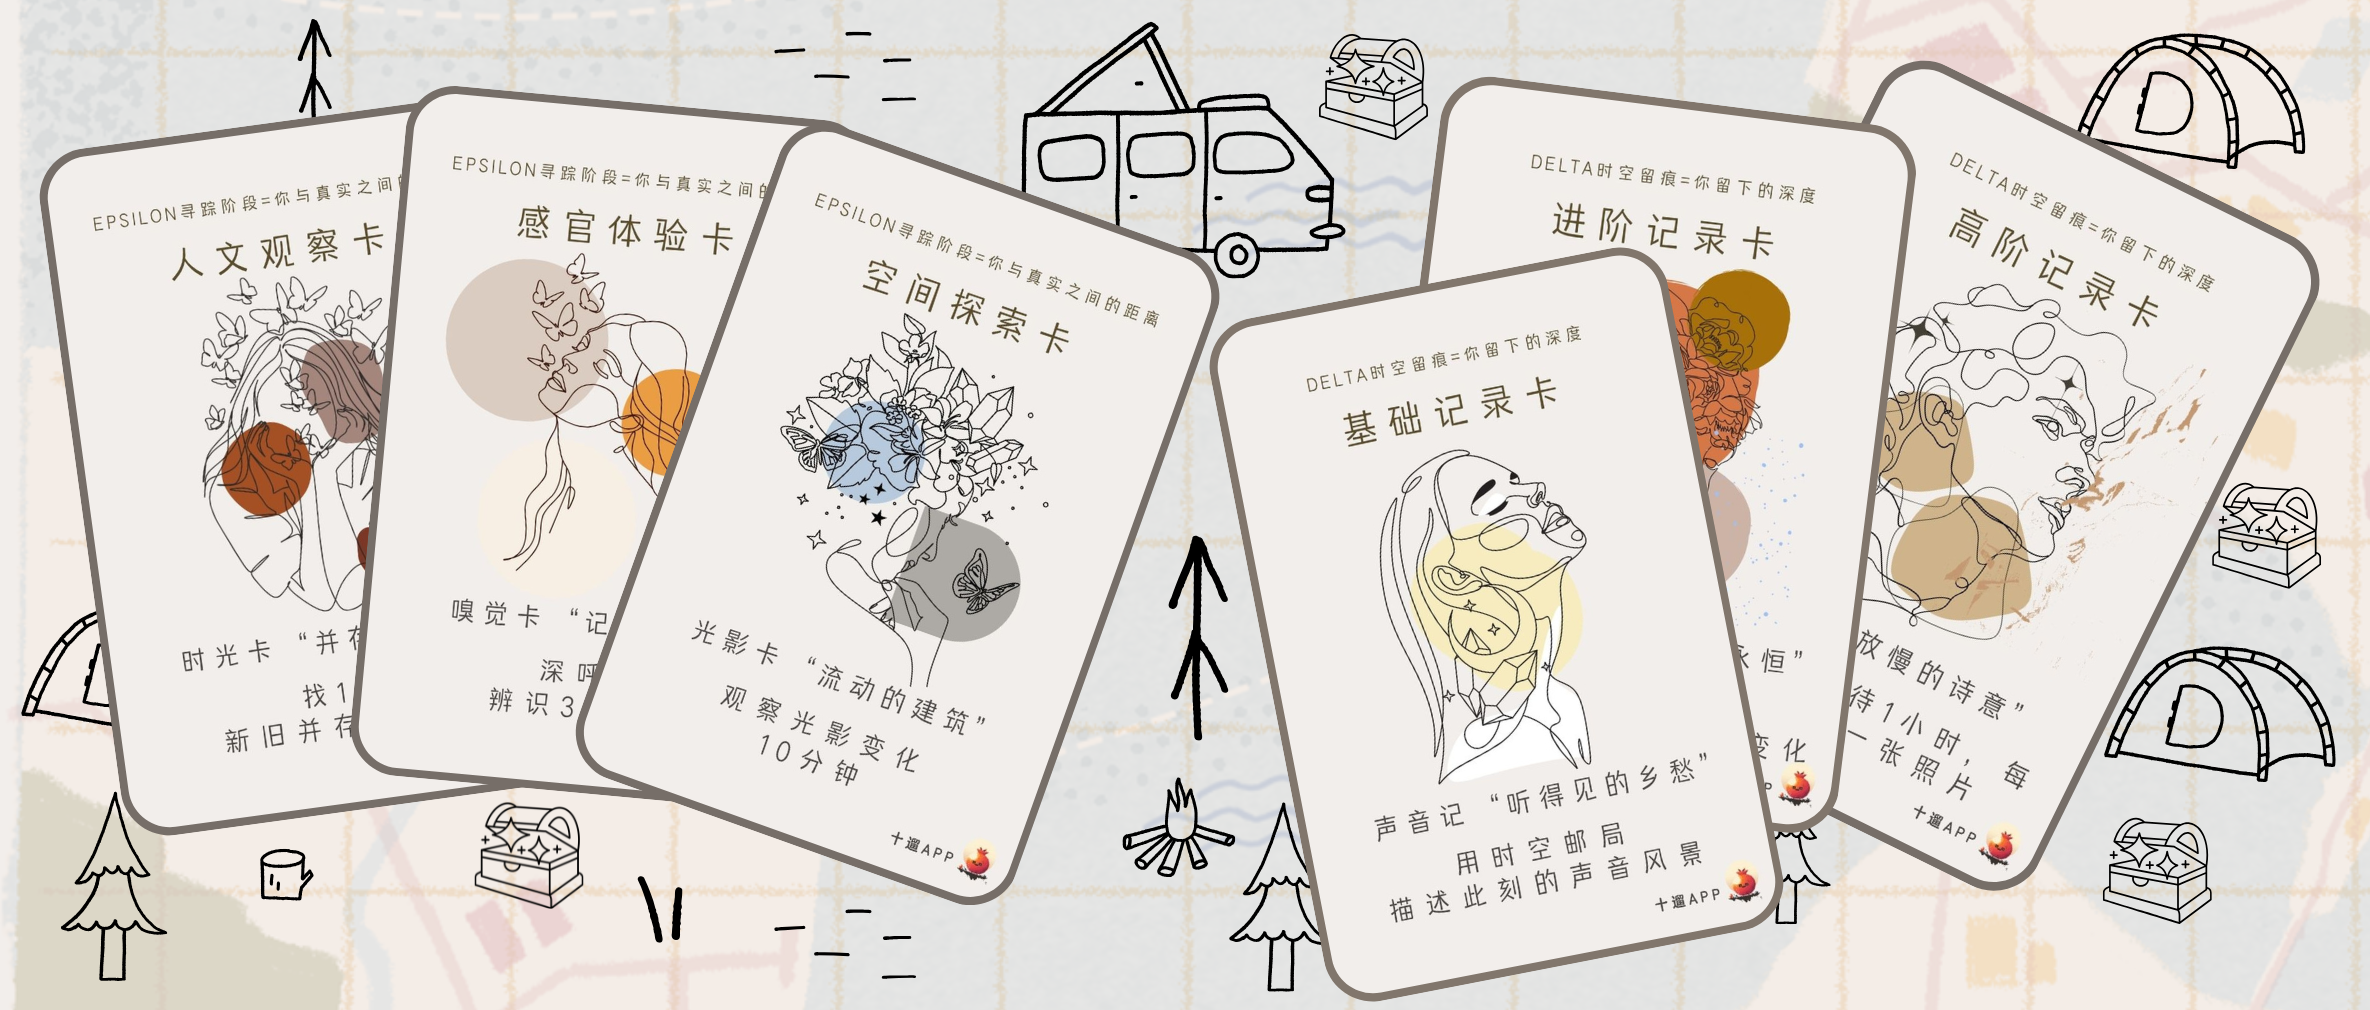 EPSILON寻踪阶段=你与真实之间
人文观察卡
时光卡 “并存
找1
新旧并存
EPSILON寻踪阶段=你与真实之间
感官体验卡
嗅觉卡 “记
深呼
辨识3
EPSILON寻踪阶段=你与真实之间的距离
空间探索卡
光影卡 “流动的建筑”
观察光影变化
10分钟
十遛APP
DELTA时空留痕=你留下的深度
基础记录卡
声音记 “听得见的乡愁”
用时空邮局
描述此刻的声音风景
十遛APP
DELTA时空留痕=你留下的深度
进阶记录卡
永恒”
变化
DELTA时空留痕=你留下的深度
高阶记录卡
放慢的诗意”
待1小时，每
一张照片
十遛APP